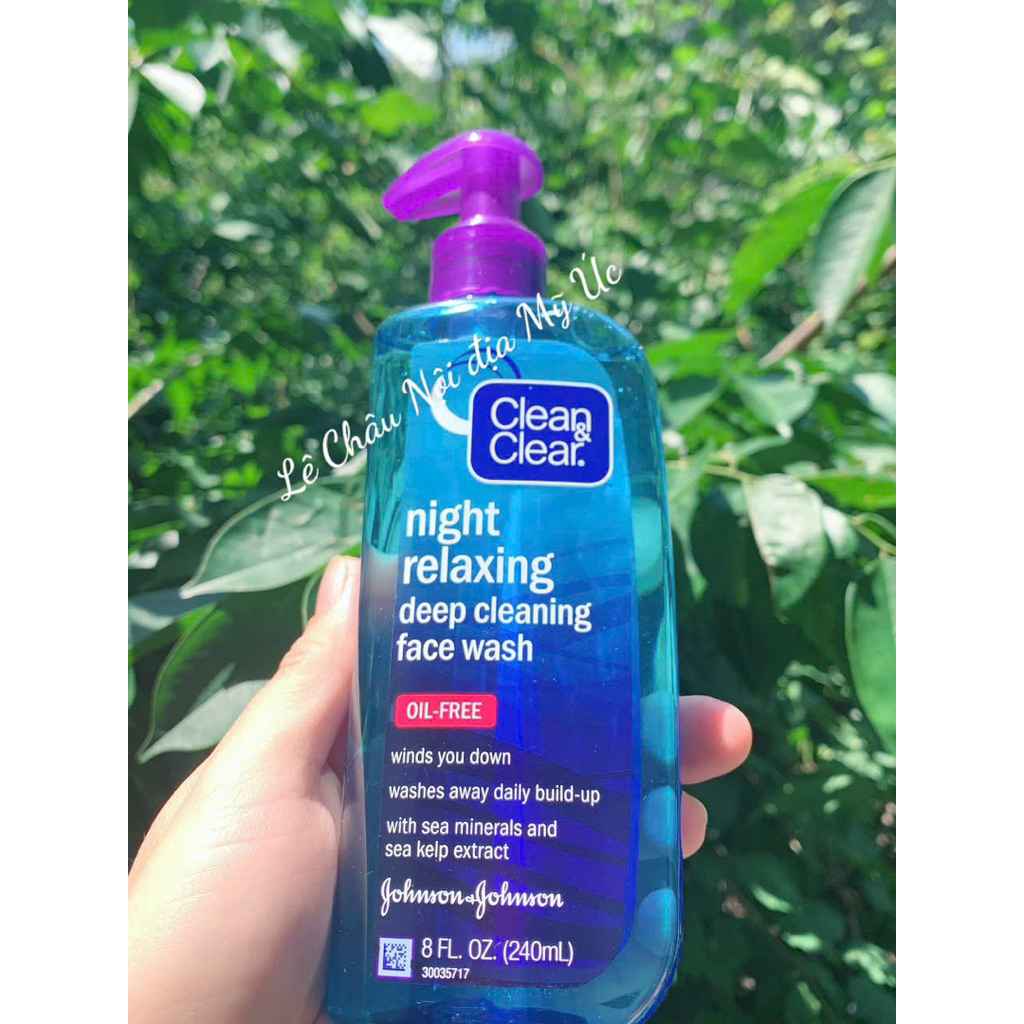 Lê Châu Nội địa Mỹ Úc
Clean
&
Clear.
night
relaxing
deep cleaning
face wash
OIL-FREE
winds you down
washes away daily build-up
with sea minerals and
sea kelp extract
Johnson & Johnson
8 FL. OZ. (240mL)
30035717